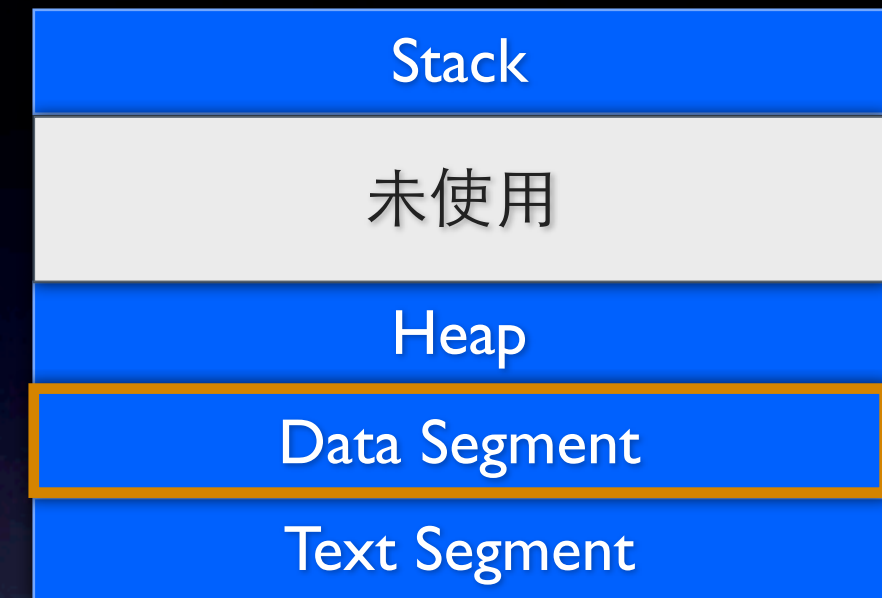 Stack
未使用
Heap
Data Segment
Text Segment